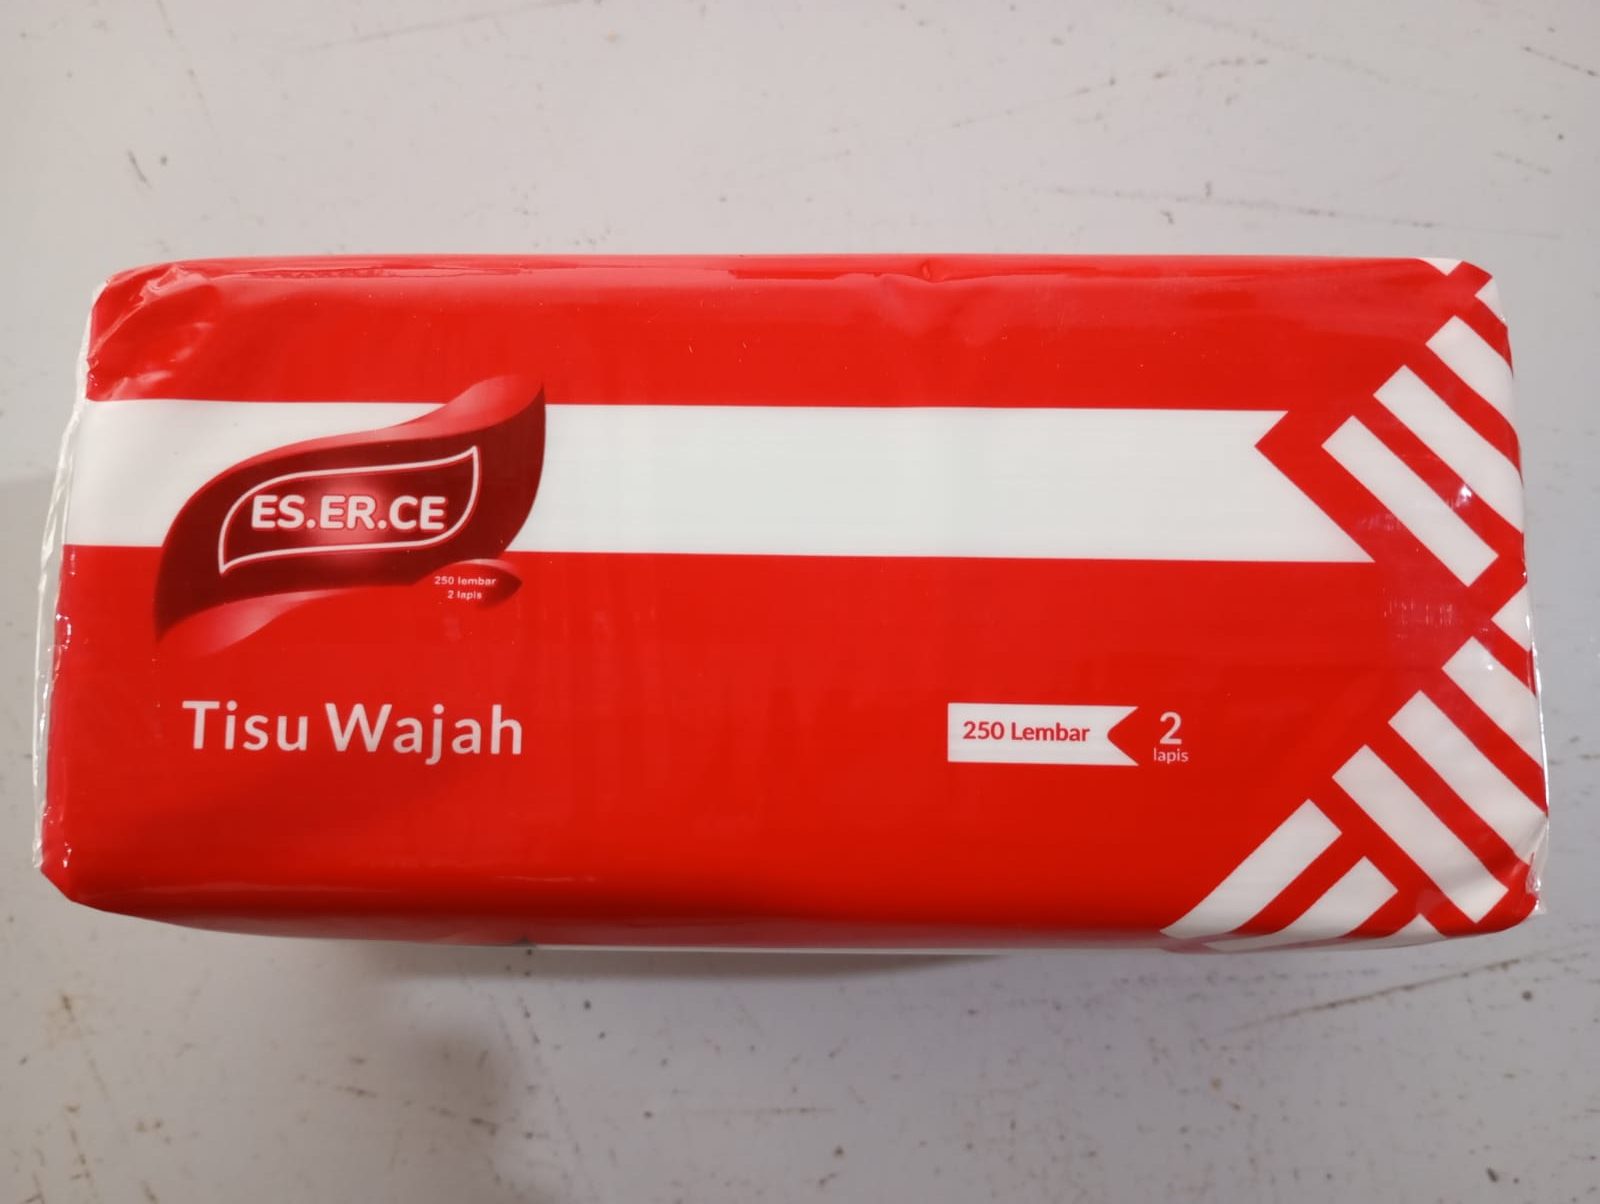 ES.ER.CE
250 lembar
2 lapis
Tisu Wajah
250 Lembar
2
lapis